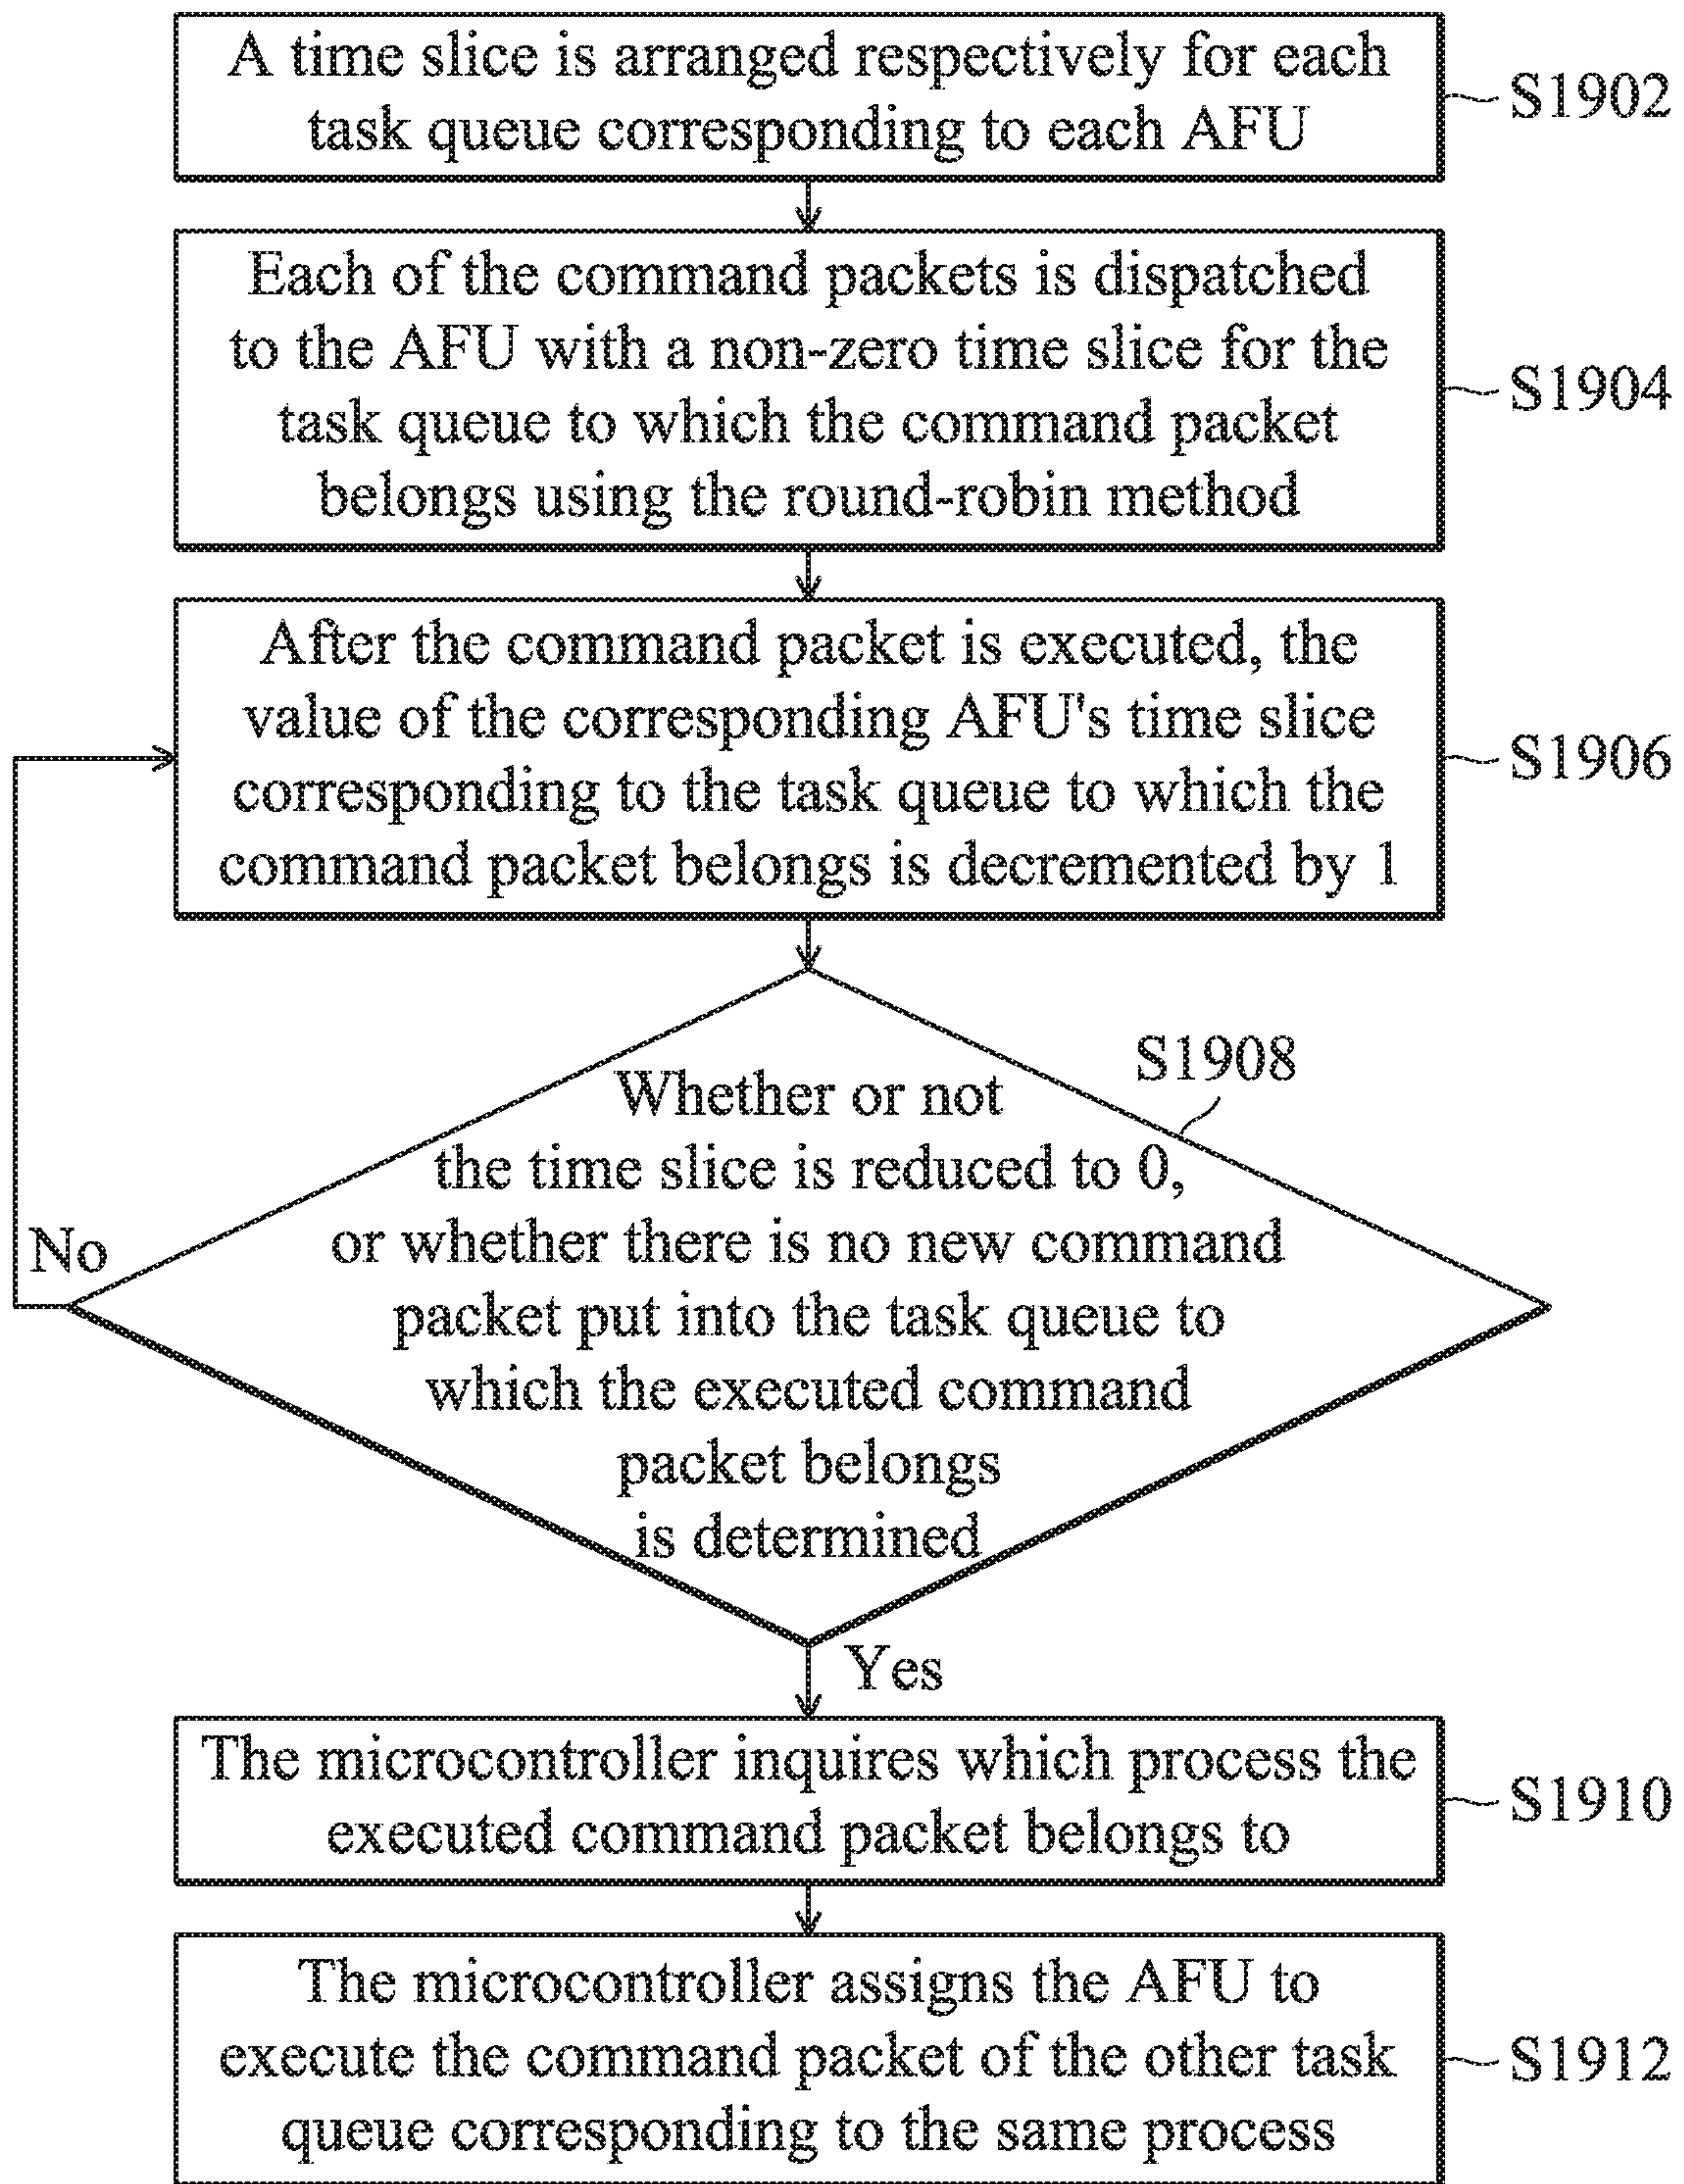 A time slice is arranged respectively for each
task queue corresponding to each AFU
S1902
Each of the command packets is dispatched
to the AFU with a non-zero time slice for the
task queue to which the command packet
belongs using the round-robin method
S1904
After the command packet is executed, the
value of the corresponding AFU's time slice
corresponding to the task queue to which the
command packet belongs is decremented by 1
S1906
S1908
Whether or not
the time slice is reduced to 0,
or whether there is no new command
packet put into the task queue to
which the executed command
packet belongs
is determined
No
Yes
The microcontroller inquires which process the
executed command packet belongs to
S1910
The microcontroller assigns the AFU to
execute the command packet of the other task
queue corresponding to the same process
S1912